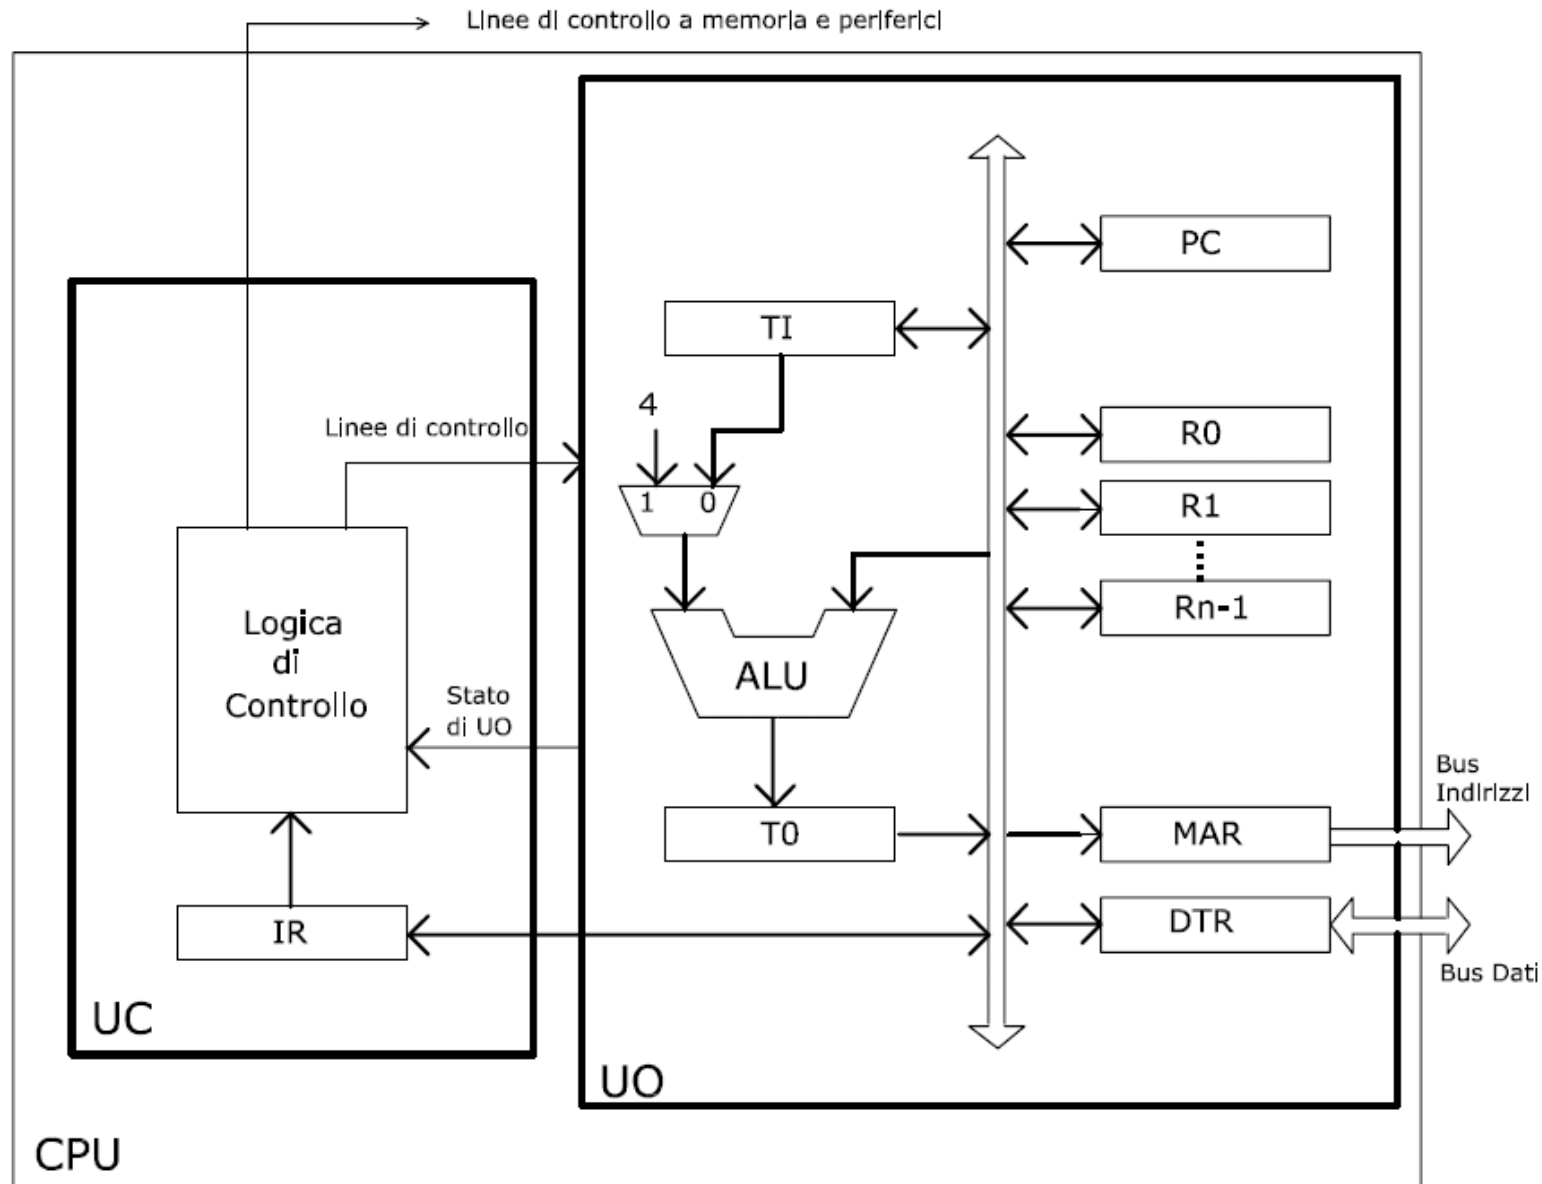 Linee di controllo a memoria e periferici
PC
TI
4
Linee di controllo
R0
1 0
R1
Rn-1
Logica
di
Controllo
ALU
Stato
di UO
Bus
Indirizzi
T0
MAR
IR
DTR
Bus Dati
UC
UO
CPU